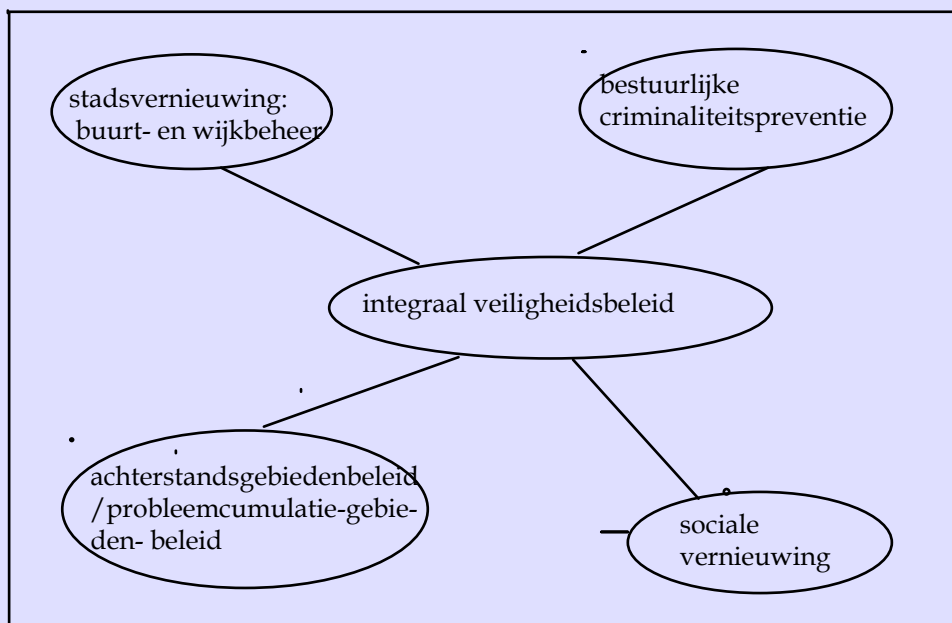 stadsvernieuwing:
buurt- en wijkbeheer
bestuurlijke
criminaliteitspreventie
integraal veiligheidsbeleid
achterstandsgebiedenbeleid
/probleemcumulatie-gebie-
den- beleid
sociale
vernieuwing